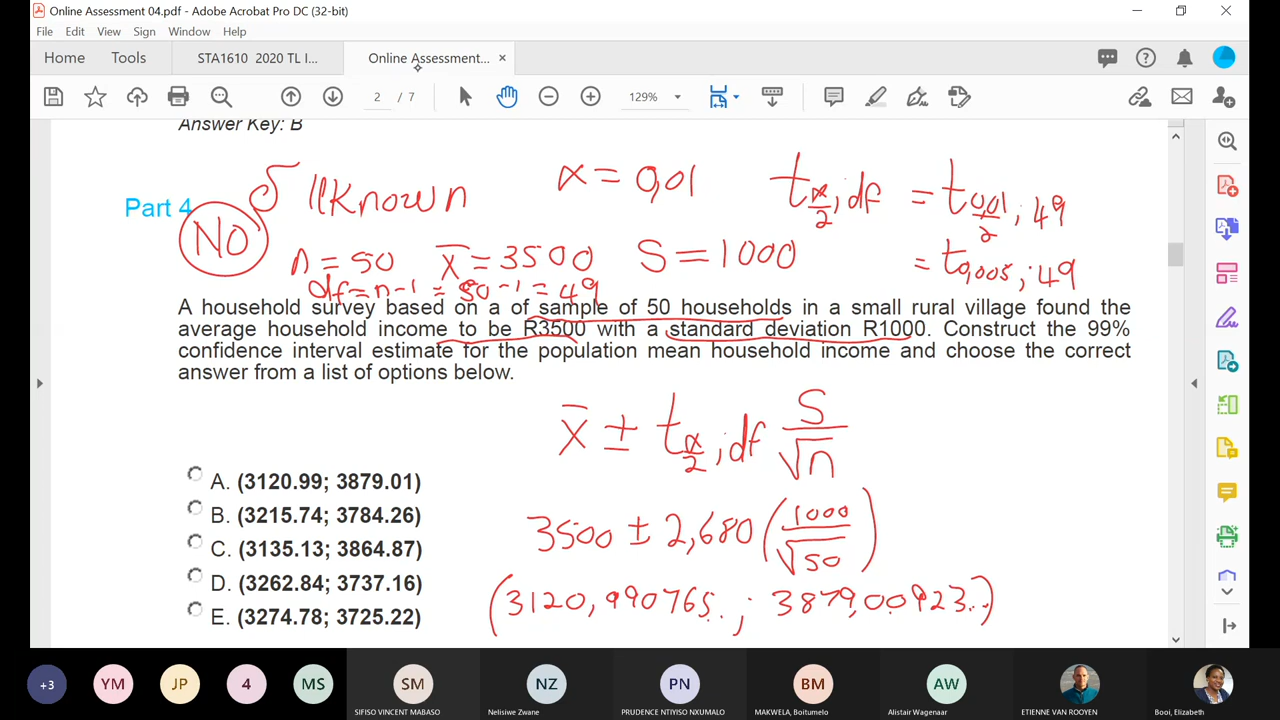 Online Assessment 04.pdf - Adobe Acrobat Pro DC (32-bit)
File Edit View Sign Window Help
Home Tools STA1610 2020 TL I... Online Assessment... ×
2 / 7 129%
Answer Key: B
σ Known α = 0,01 t α/2 ; df = t 0,01/2 ; 49
Part 4
NO
n = 50 x̄ = 3500 S = 1000 = t 0,005 ; 49
df = n-1 = 50-1 = 49
A household survey based on a of sample of 50 households in a small rural village found the
average household income to be R3500 with a standard deviation R1000. Construct the 99%
confidence interval estimate for the population mean household income and choose the correct
answer from a list of options below.
x̄ ± t α/2 ; df S/√n
A. (3120.99; 3879.01)
B. (3215.74; 3784.26)
3500 ± 2,680 (1000/√50)
C. (3135.13; 3864.87)
D. (3262.84; 3737.16)
(3120,990765.. ; 3879,00923..)
E. (3274.78; 3725.22)
+3 YM JP 4 MS SM NZ PN BM AW
SIFISO VINCENT MABASO Nelisiwe Zwane PRUDENCE NTIYISO NXUMALO MAKWELA, Boitumelo Alistair Wagenaar ETIENNE VAN ROOYEN Booi, Elizabeth